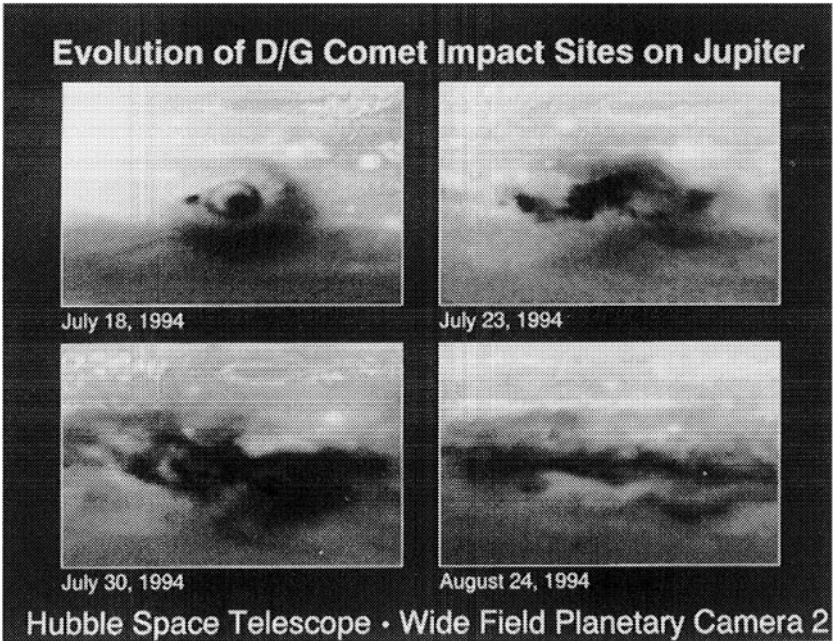 Evolution of D/G Comet Impact Sites on Jupiter
July 18, 1994
July 23, 1994
July 30, 1994
August 24, 1994
Hubble Space Telescope • Wide Field Planetary Camera 2